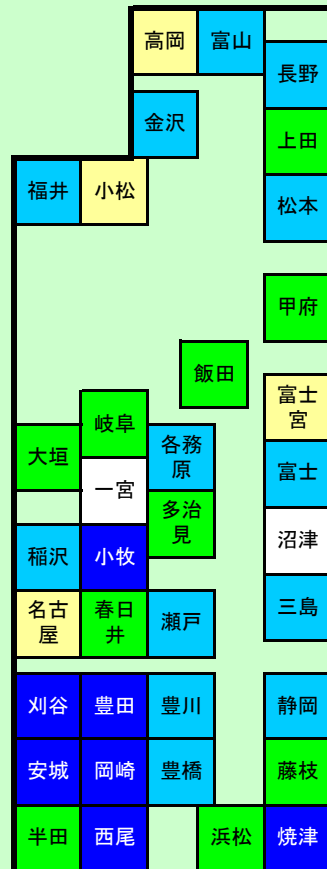 高岡
富山
長野
金沢
上田
福井
小松
松本
甲府
飯田
富士
宮
岐阜
大垣
各務
原
富士
一宮
多治
見
沼津
稲沢
小牧
三島
名古
屋
春日
井
瀬戸
刈谷
豊田
豊川
静岡
安城
岡崎
豊橋
藤枝
半田
西尾
浜松
焼津